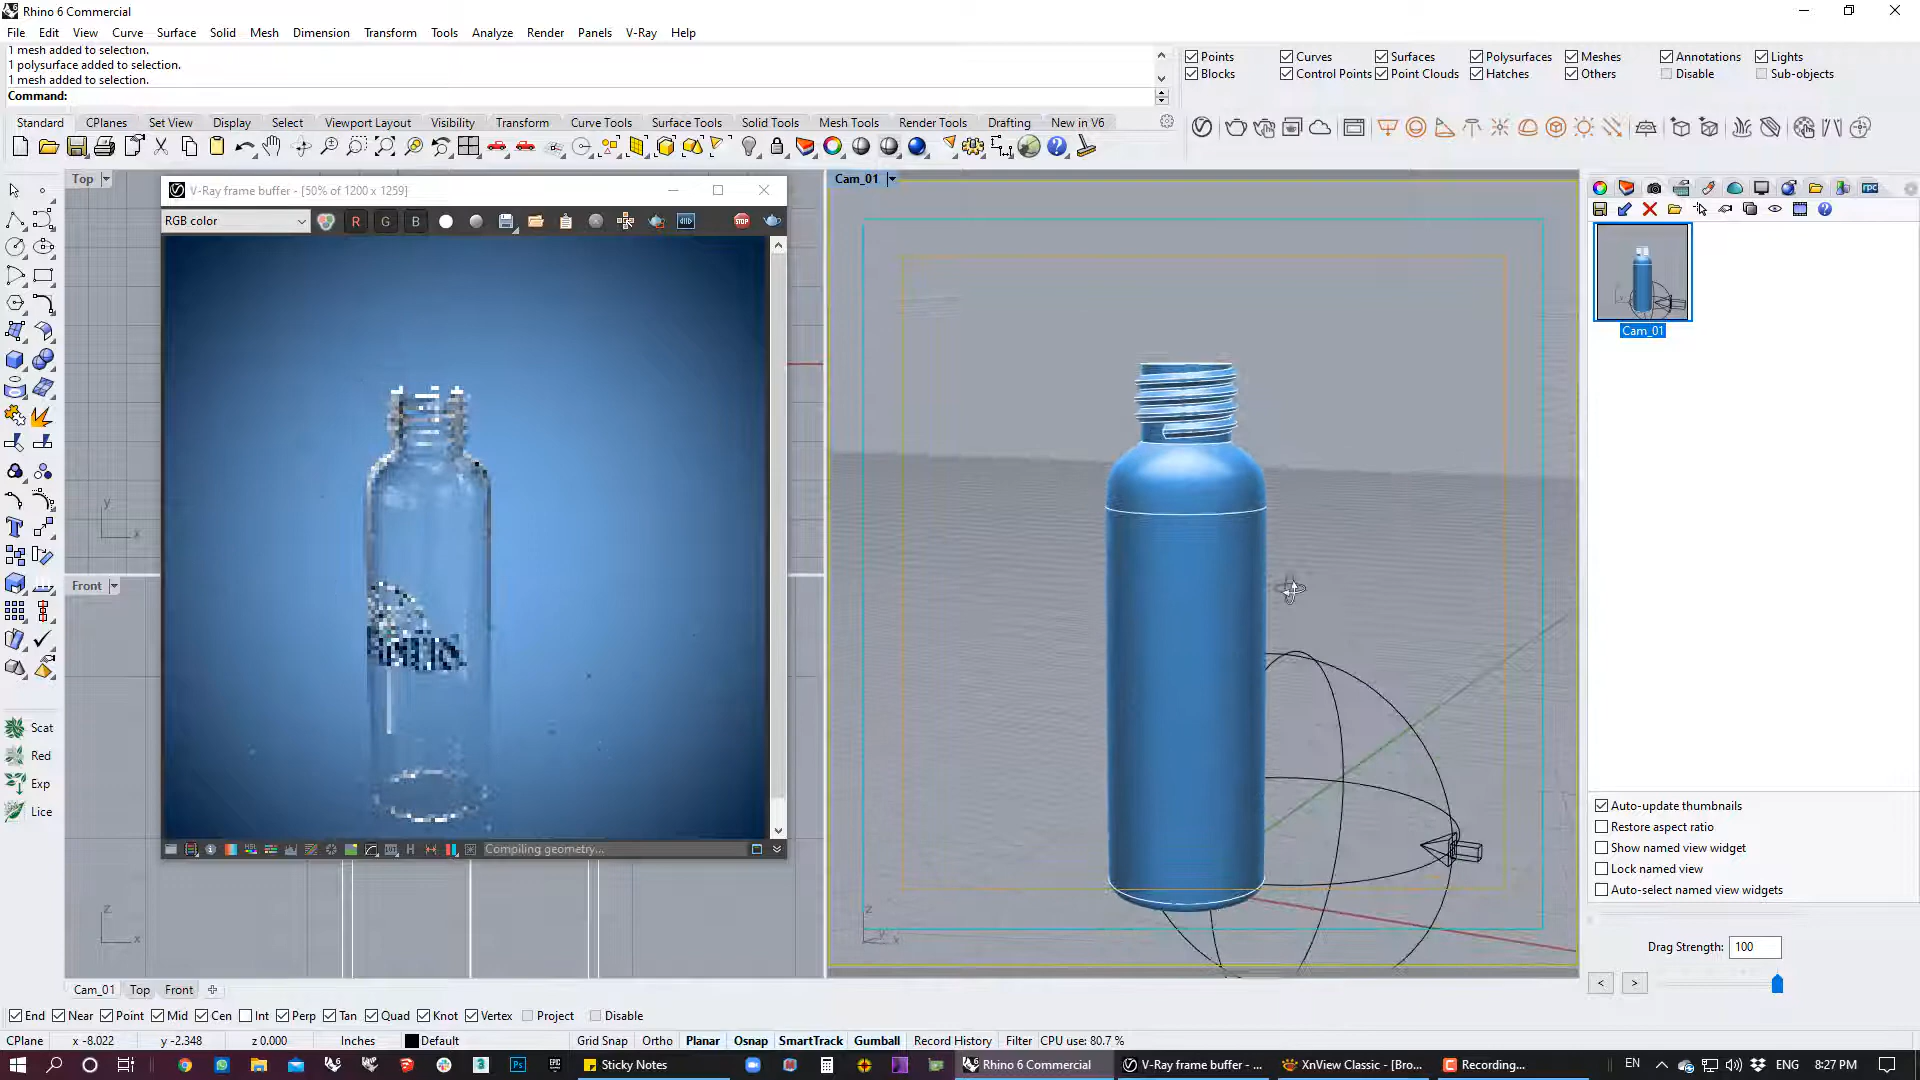 Rhino 6 Commercial
File Edit View Curve Surface Solid Mesh Dimension Transform Tools Analyze Render Panels V-Ray Help
1 mesh added to selection.
1 polysurface added to selection.
1 mesh added to selection.
Command:
Points Curves Surfaces Polysurfaces Meshes Annotations Lights
Blocks Control Points Point Clouds Hatches Others Disable Sub-objects
Standard CPlanes Set View Display Select Viewport Layout Visibility Transform Curve Tools Surface Tools Solid Tools Mesh Tools Render Tools Drafting New in V6
Top
V-Ray frame buffer - [50% of 1200 x 1259]
Cam_01
RGB color R G B
STOP
Cam_01
y
x
Front
Scat
Red
Exp
Lice
Compiling geometry...
z
x
z
y
x
Auto-update thumbnails
Restore aspect ratio
Show named view widget
Lock named view
Auto-select named view widgets
Drag Strength: 100
< >
Cam_01 Top Front
End Near Point Mid Cen Int Perp Tan Quad Knot Vertex Project Disable
CPlane x -8.022 y -2.348 z 0.000 Inches Default Grid Snap Ortho Planar Osnap SmartTrack Gumball Record History Filter CPU use: 80.7 %
Sticky Notes Rhino 6 Commercial V-Ray frame buffer - ... XnView Classic - [Bro... Recording... EN ENG 8:27 PM